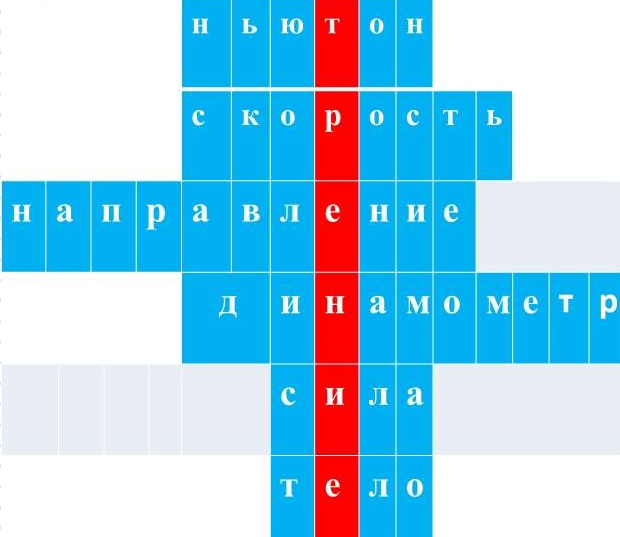 ньютон
скорость
направление
динамометр
сила
тело